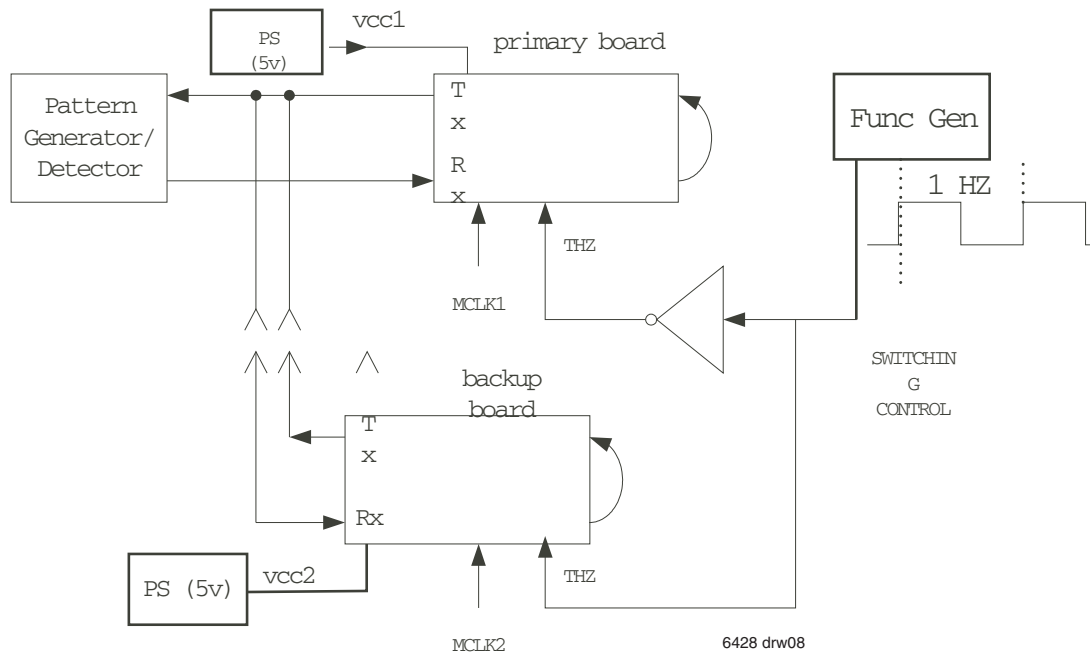 PS
(5v)
vcc1
primary board
Pattern
Generator/
Detector
T
x
R
x
Func Gen
1 HZ
THZ
MCLK1
SWITCHIN
G
CONTROL
backup
board
T
x
Rx
PS (5v)
vcc2
THZ
MCLK2
6428 drw08